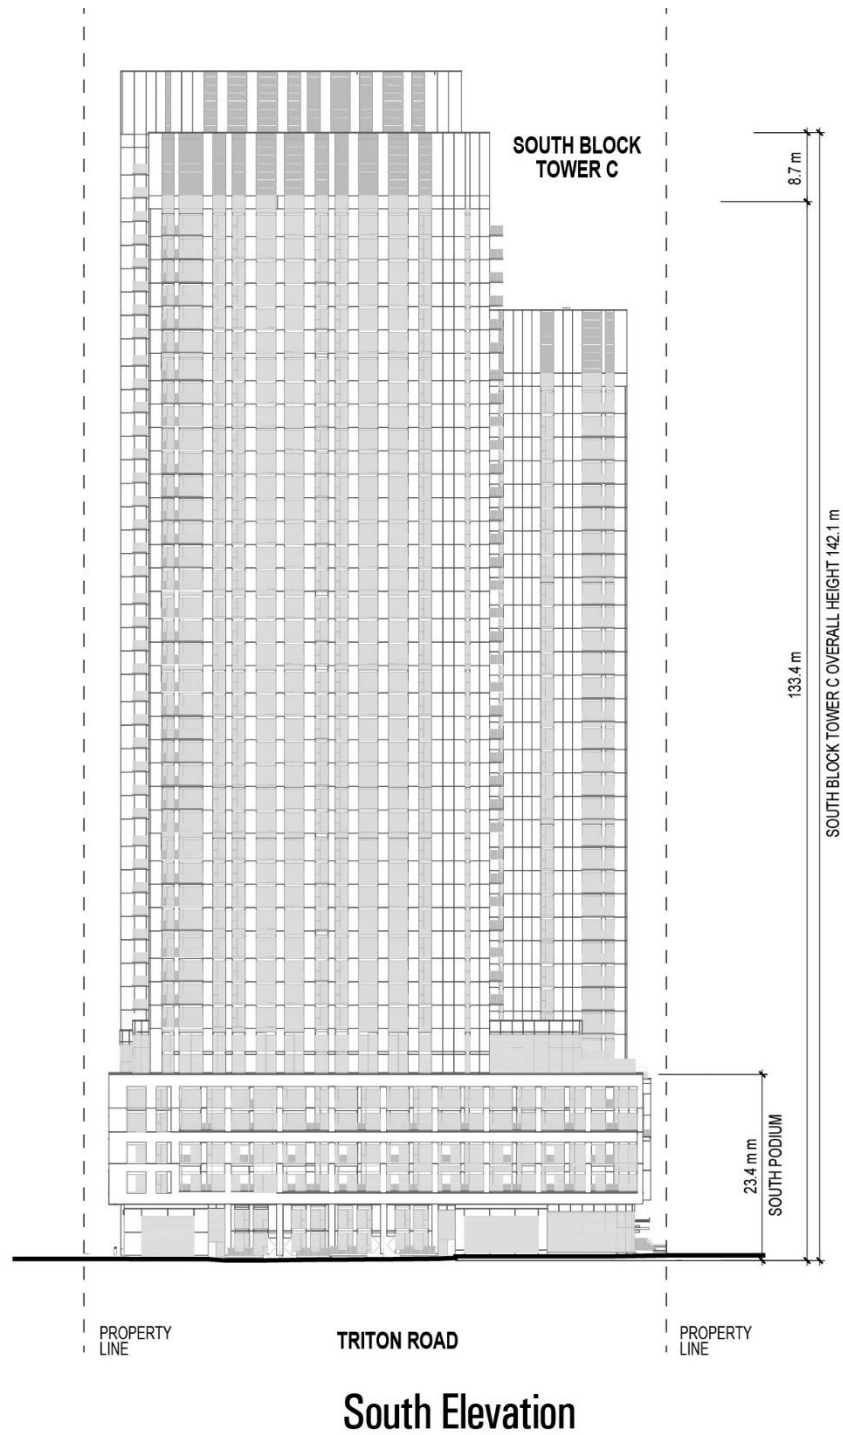 SOUTH BLOCK
TOWER C
8.7 m
133.4 m
SOUTH BLOCK TOWER C OVERALL HEIGHT 142.1 m
23.4 m m
SOUTH PODIUM
PROPERTY
LINE
TRITON ROAD
PROPERTY
LINE
South Elevation